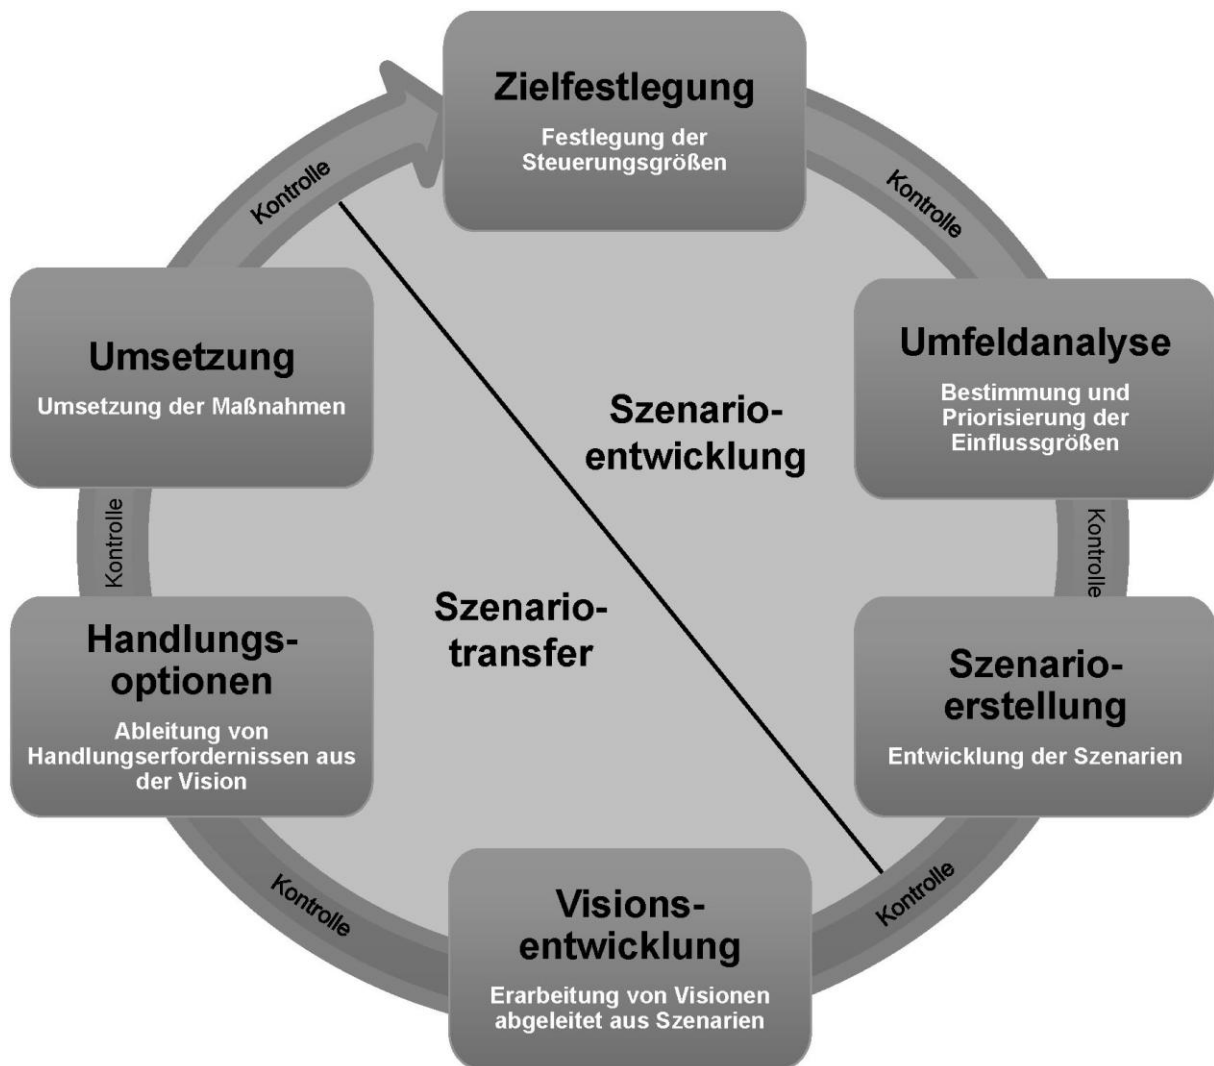 Zielfestlegung
Festlegung der
Steuerungsgrößen
Kontrolle
Umfeldanalyse
Bestimmung und
Priorisierung der
Einflussgrößen
Kontrolle
Szenario-
erstellung
Entwicklung der Szenarien
Kontrolle
Visions-
entwicklung
Erarbeitung von Visionen
abgeleitet aus Szenarien
Kontrolle
Handlungs-
optionen
Ableitung von
Handlungserfordernissen aus
der Vision
Kontrolle
Umsetzung
Umsetzung der Maßnahmen
Kontrolle
Szenario-
entwicklung
Szenario-
transfer